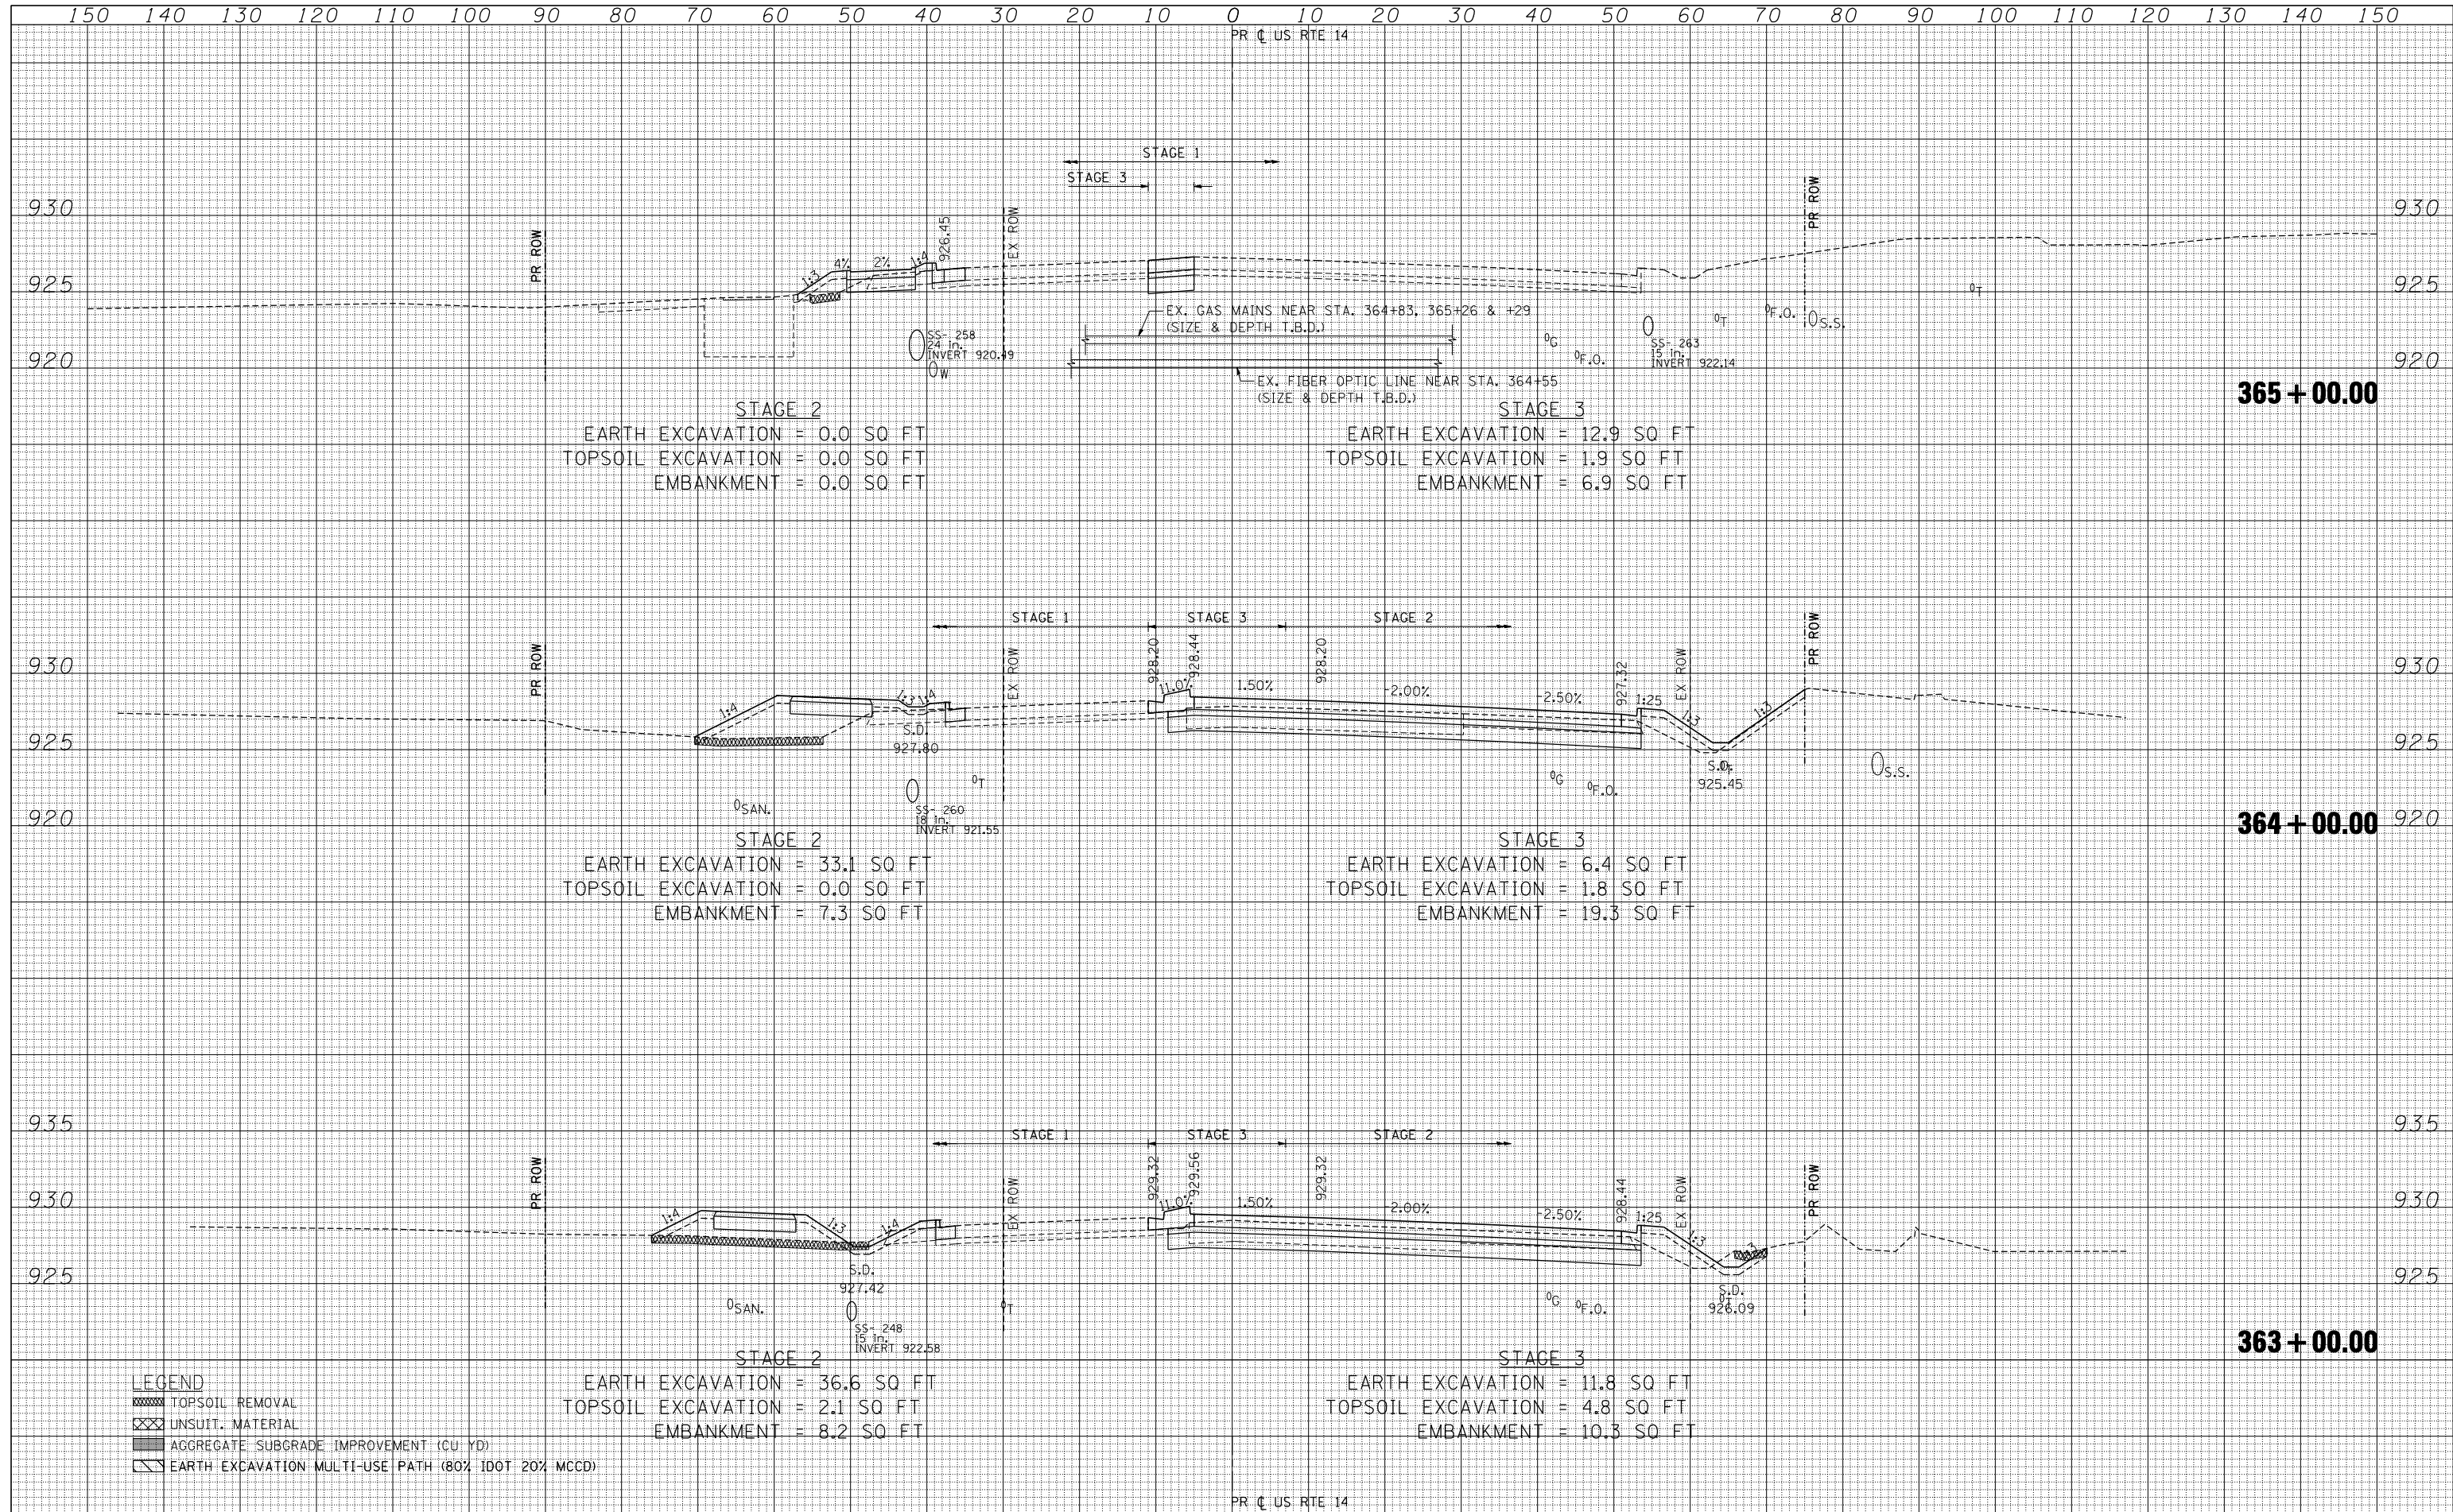 150 140 130 120 110 100 90 80 70 60 50 40 30 20 10 0 10 20 30 40 50 60 70 80 90 100 110 120 130 140 150
PR ℄ US RTE 14
STAGE 1
STAGE 3
930
PR ROW
1:3
4%
2%
1:4
926.45
EX ROW
PR ROW
930
925
925
920
920
EX. GAS MAINS NEAR STA. 364+83, 365+26 & +29
(SIZE & DEPTH T.B.D.)
EX. FIBER OPTIC LINE NEAR STA. 364+55
(SIZE & DEPTH T.B.D.)
SS- 258
24 in.
INVERT 920.49
W
G
F.O.
SS- 263
15 in.
INVERT 922.14
T
F.O.
S.S.
T
365+00.00
STAGE 2
EARTH EXCAVATION = 0.0 SQ FT
TOPSOIL EXCAVATION = 0.0 SQ FT
EMBANKMENT = 0.0 SQ FT
STAGE 3
EARTH EXCAVATION = 12.9 SQ FT
TOPSOIL EXCAVATION = 1.9 SQ FT
EMBANKMENT = 6.9 SQ FT
STAGE 1
STAGE 3
STAGE 2
930
PR ROW
1:4
1:3
1:4
EX ROW
928.20
11.0%
928.44
1.50%
928.20
-2.00%
-2.50%
927.32
1:25
EX ROW
1:3
1:3
PR ROW
930
925
925
920
920
S.D.
927.80
SAN.
SS- 260
18 in.
INVERT 921.55
T
G
F.O.
S.D.
925.45
S.S.
364+00.00
STAGE 2
EARTH EXCAVATION = 33.1 SQ FT
TOPSOIL EXCAVATION = 0.0 SQ FT
EMBANKMENT = 7.3 SQ FT
STAGE 3
EARTH EXCAVATION = 6.4 SQ FT
TOPSOIL EXCAVATION = 1.8 SQ FT
EMBANKMENT = 19.3 SQ FT
935
935
STAGE 1
STAGE 3
STAGE 2
930
PR ROW
1:4
1:3
1:4
EX ROW
929.32
11.0%
929.56
1.50%
929.32
-2.00%
-2.50%
928.44
1:25
EX ROW
1:3
PR ROW
930
925
925
S.D.
927.42
SAN.
SS- 248
15 in.
INVERT 922.58
T
G
F.O.
S.D.
T
926.09
363+00.00
STAGE 2
EARTH EXCAVATION = 36.6 SQ FT
TOPSOIL EXCAVATION = 2.1 SQ FT
EMBANKMENT = 8.2 SQ FT
STAGE 3
EARTH EXCAVATION = 11.8 SQ FT
TOPSOIL EXCAVATION = 4.8 SQ FT
EMBANKMENT = 10.3 SQ FT
LEGEND
TOPSOIL REMOVAL
UNSUIT. MATERIAL
AGGREGATE SUBGRADE IMPROVEMENT (CU YD)
EARTH EXCAVATION MULTI-USE PATH (80% IDOT 20% MCCD)
PR ℄ US RTE 14